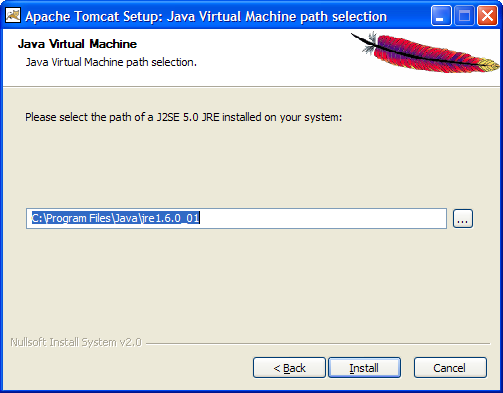 Apache Tomcat Setup: Java Virtual Machine path selection
Java Virtual Machine
Java Virtual Machine path selection.
Please select the path of a J2SE 5.0 JRE installed on your system:
C:\Program Files\Java\jre1.6.0_01
...
Nullsoft Install System v2.0
< Back
Install
Cancel